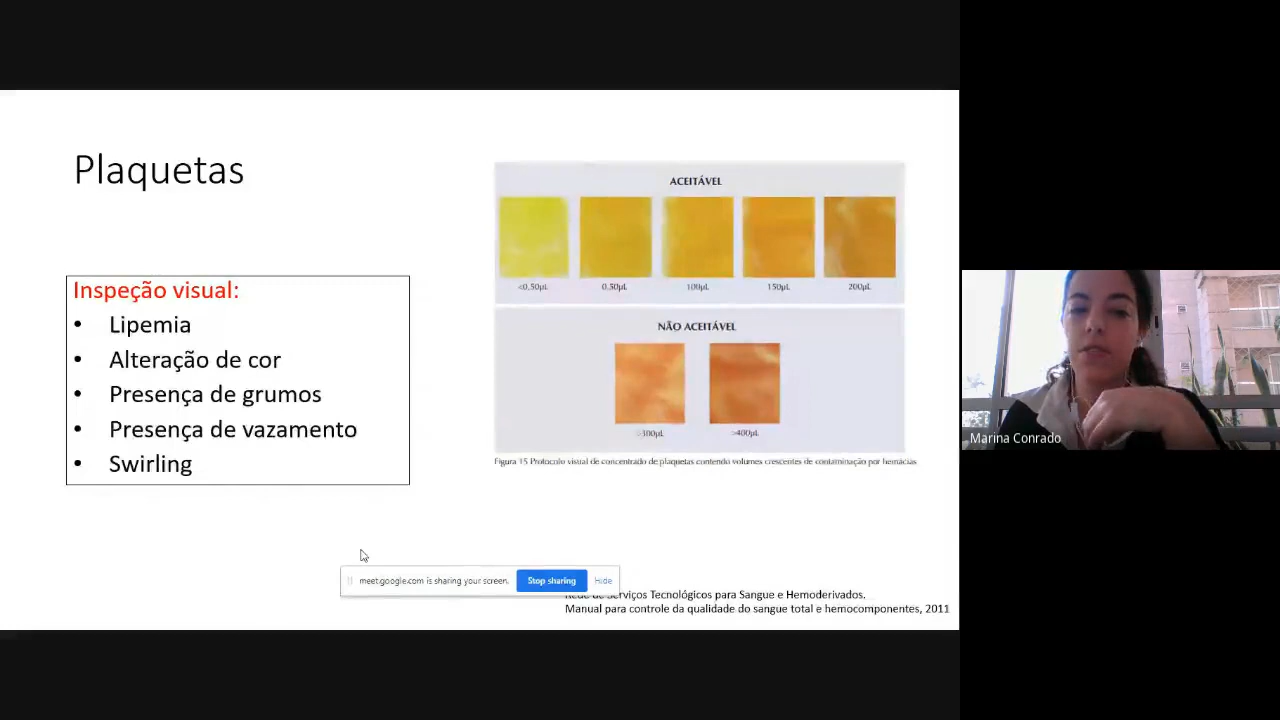 Plaquetas
Inspeção visual:
• Lipemia
• Alteração de cor
• Presença de grumos
• Presença de vazamento
• Swirling
ACEITÁVEL
<0,50µL
0,50µL
100µL
150µL
200µL
NÃO ACEITÁVEL
>300µL
>400µL
Figura 15 Protocolo visual de concentrado de plaquetas contendo volumes crescentes de contaminação por hemácias
meet.google.com is sharing your screen.
Stop sharing
Hide
Rede de Serviços Tecnológicos para Sangue e Hemoderivados.
Manual para controle da qualidade do sangue total e hemocomponentes, 2011
Marina Conrado